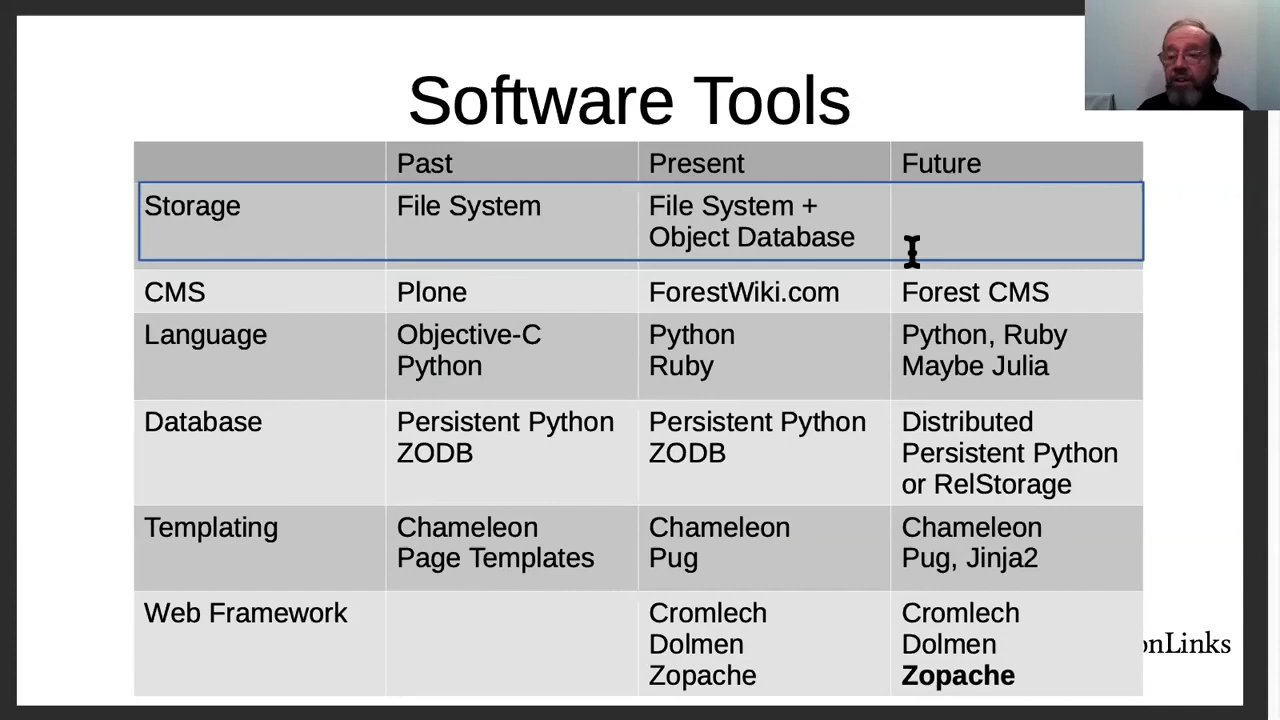 Software Tools
Past Present Future
Storage File System File System +
Object Database
CMS Plone ForestWiki.com Forest CMS
Language Objective-C Python Python, Ruby
Python Ruby Maybe Julia
Database Persistent Python Persistent Python Distributed
ZODB ZODB Persistent Python
or RelStorage
Templating Chameleon Chameleon Chameleon
Page Templates Pug Pug, Jinja2
Web Framework Cromlech Cromlech
Dolmen Dolmen
onLinks
Zopache Zopache